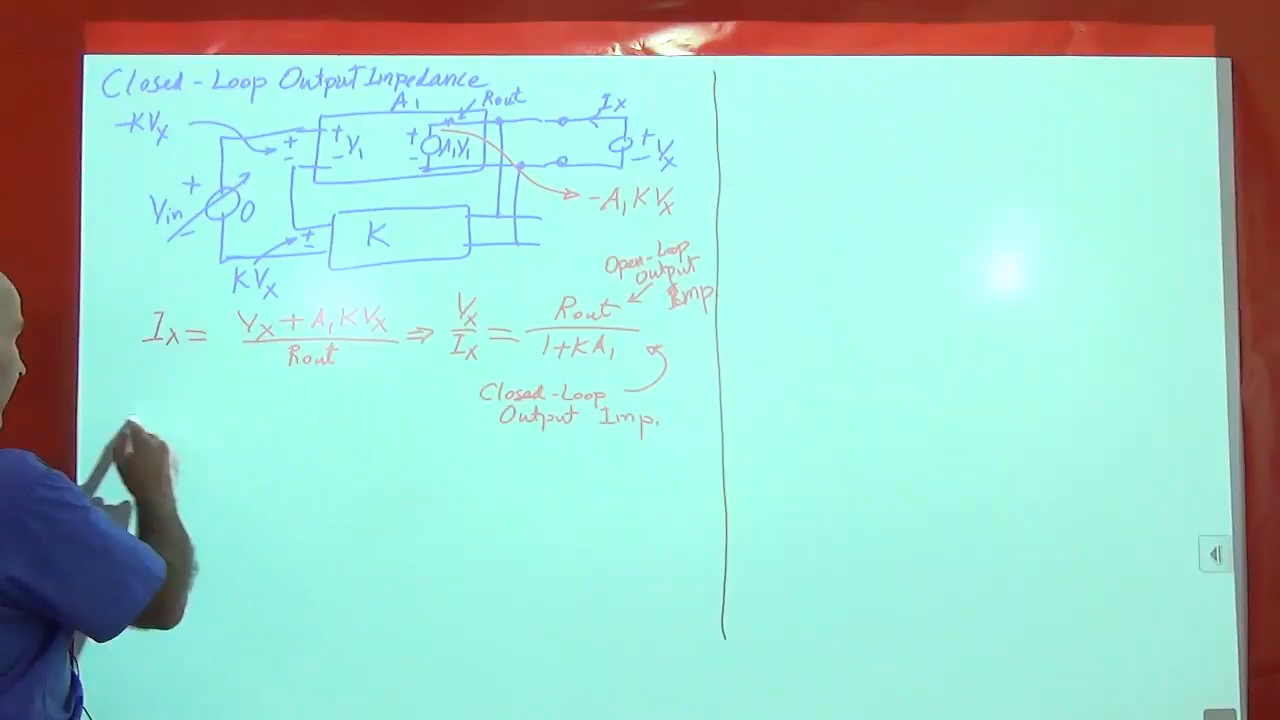 Closed-Loop Output Impedance
A1
Rout
Ix
-KVx
+
-
+
V1
-
+
-
A1V1
+
-
Vx
-A1KVx
Vin
+
-
0
+
-
K
KVx
Open-Loop
Output
Imp
Ix = Vx + A1KVx / Rout ⇒ Vx / Ix = Rout / 1+KA1
Closed-Loop
Output Imp.